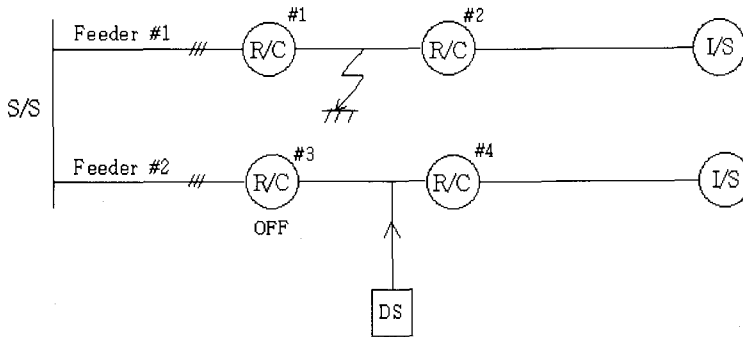 #1
#2
Feeder #1
R/C
R/C
I/S
S/S
#3
#4
Feeder #2
R/C
R/C
I/S
OFF
DS